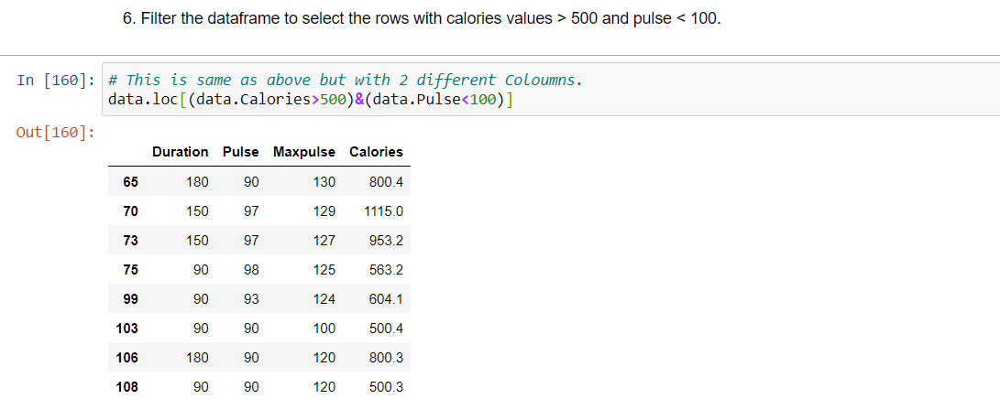 6. Filter the dataframe to select the rows with calories values > 500 and pulse < 100.
In [160]: # This is same as above but with 2 different Coloumns.
data.loc[(data.Calories>500)&(data.Pulse<100)]
Out[160]:
Duration Pulse Maxpulse Calories
65 180 90 130 800.4
70 150 97 129 1115.0
73 150 97 127 953.2
75 90 98 125 563.2
99 90 93 124 604.1
103 90 90 100 500.4
106 180 90 120 800.3
108 90 90 120 500.3